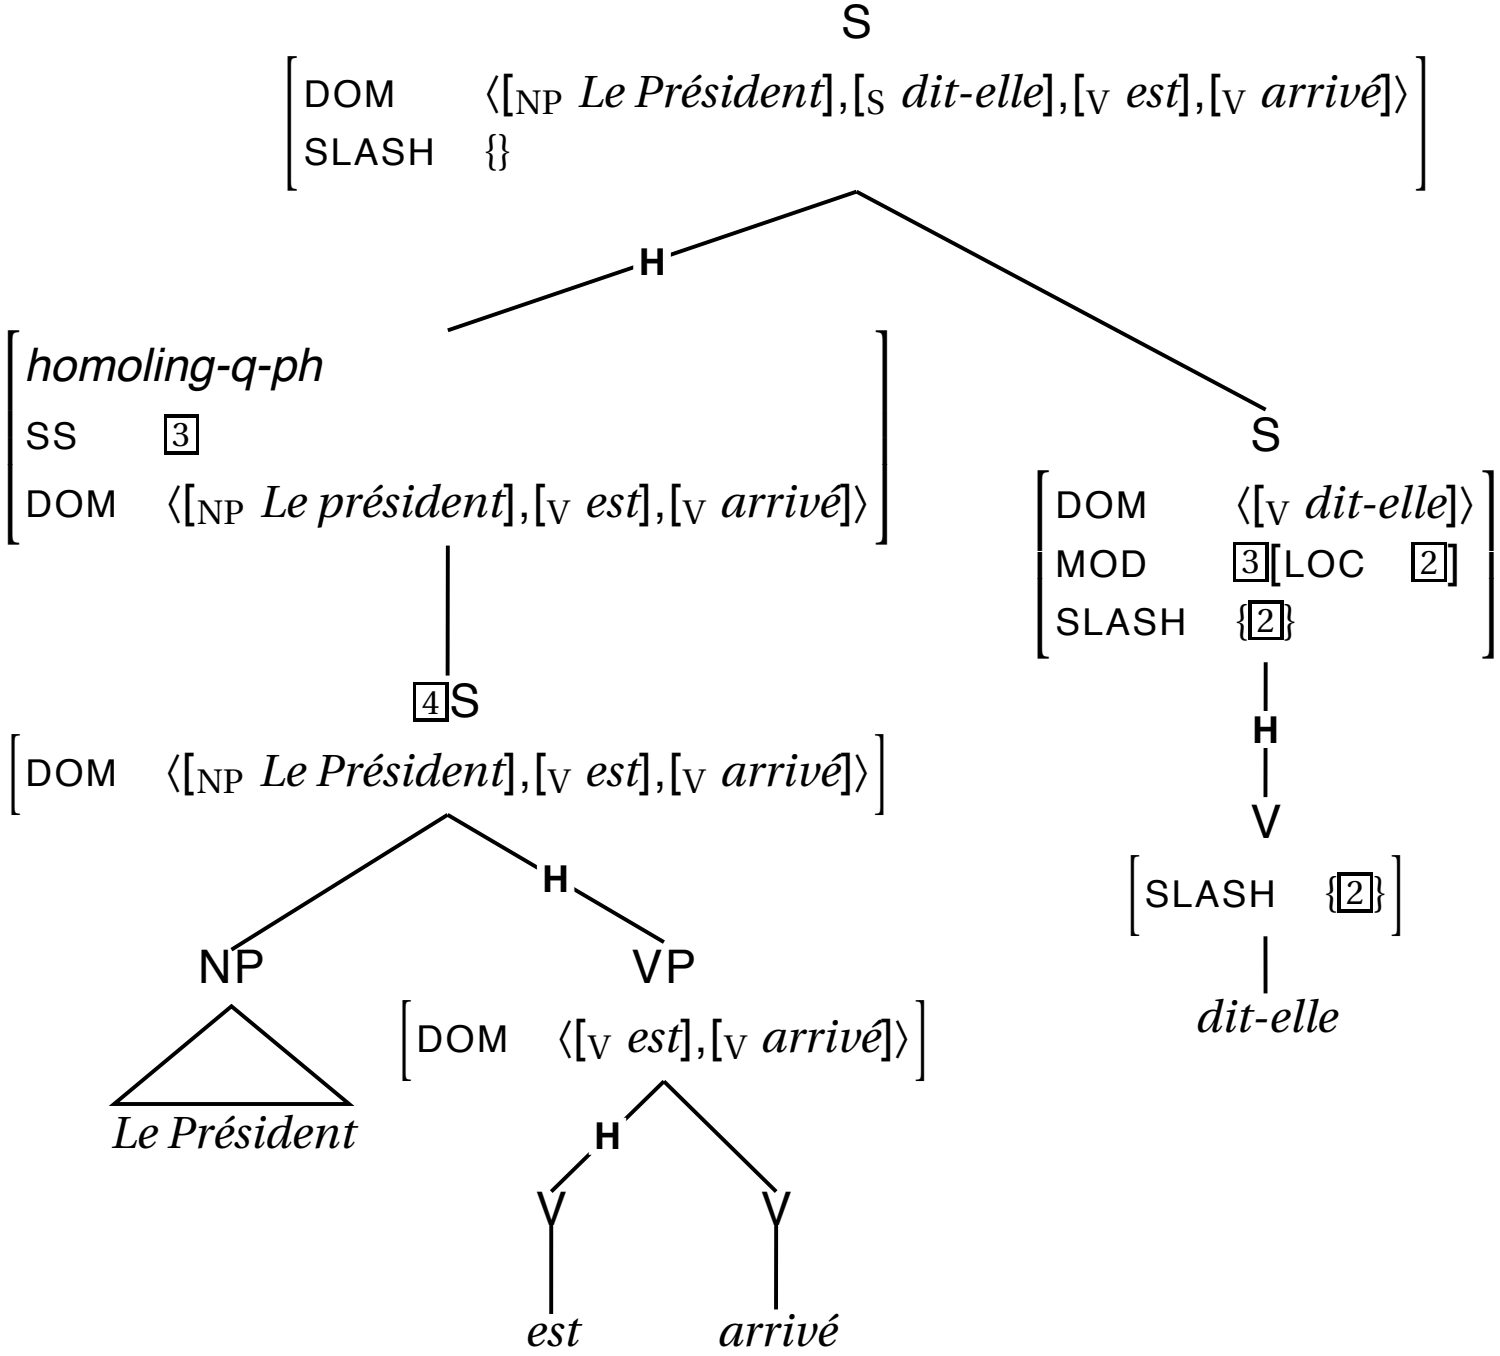 S
DOM ⟨[NP Le Président],[S dit-elle],[V est],[V arrivé]⟩
SLASH {}
H
homoling-q-ph
SS 3
DOM ⟨[NP Le président],[V est],[V arrivé]⟩
S
DOM ⟨[V dit-elle]⟩
MOD 3[LOC 2]
SLASH {2}
4S
DOM ⟨[NP Le Président],[V est],[V arrivé]⟩
H
V
SLASH {2}
dit-elle
H
NP VP
Le Président
DOM ⟨[V est],[V arrivé]⟩
H
V V
est arrivé